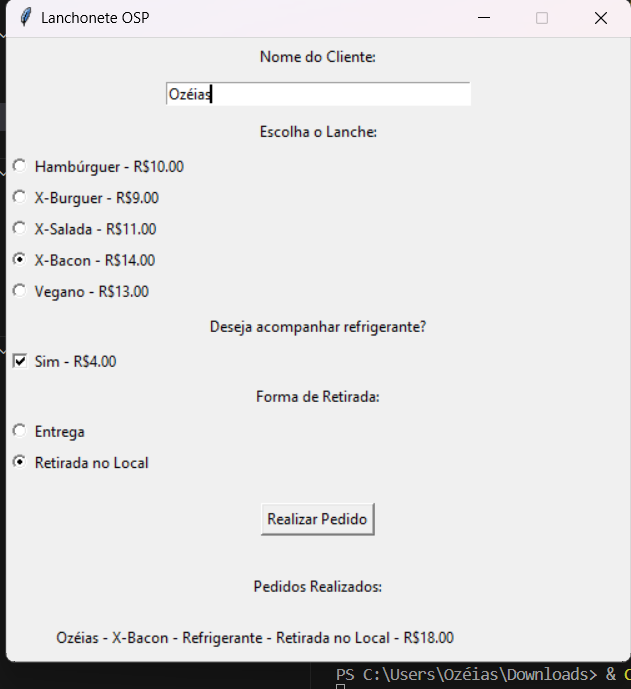 Lanchonete OSP
Nome do Cliente:
Ozéias
Escolha o Lanche:
Hambúrguer - R$10.00
X-Burguer - R$9.00
X-Salada - R$11.00
X-Bacon - R$14.00
Vegano - R$13.00
Deseja acompanhar refrigerante?
Sim - R$4.00
Forma de Retirada:
Entrega
Retirada no Local
Realizar Pedido
Pedidos Realizados:
Ozéias - X-Bacon - Refrigerante - Retirada no Local - R$18.00
PS C:\Users\Ozéias\Downloads> &